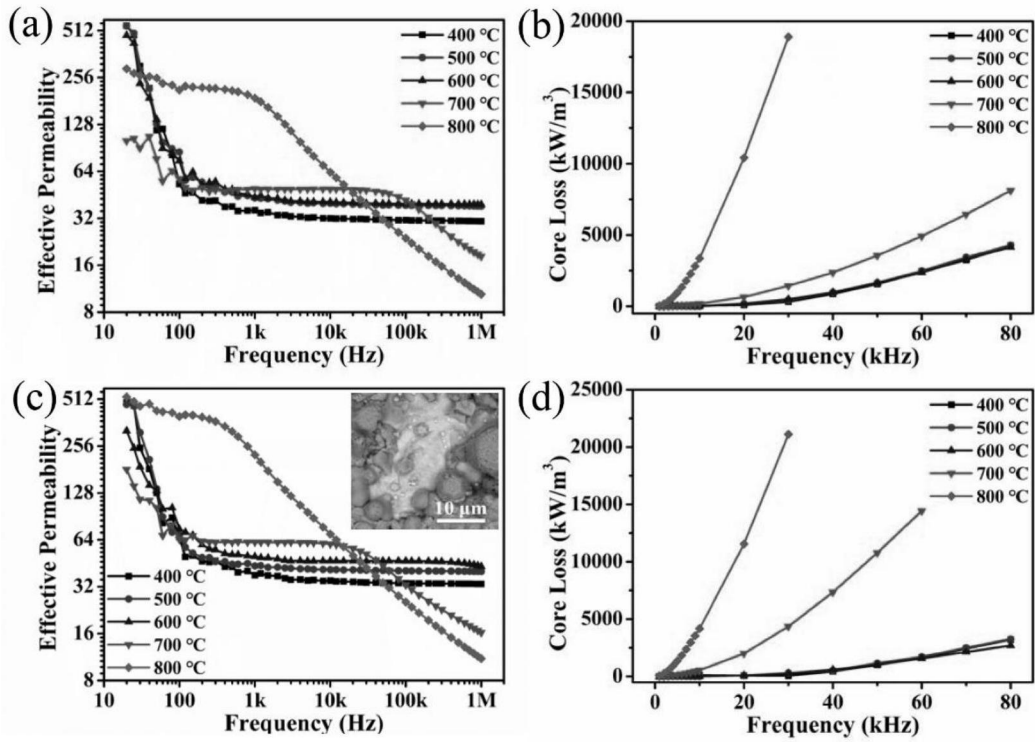 (a)
Effective Permeability
512
256
128
64
32
16
8
10
100
1k
10k
100k
1M
Frequency (Hz)
400 °C
500 °C
600 °C
700 °C
800 °C
(b)
Core Loss (kW/m³)
20000
15000
10000
5000
0
0
20
40
60
80
Frequency (kHz)
400 °C
500 °C
600 °C
700 °C
800 °C
(c)
Effective Permeability
512
256
128
64
32
16
8
10
100
1k
10k
100k
1M
Frequency (Hz)
400 °C
500 °C
600 °C
700 °C
800 °C
10 μm
(d)
Core Loss (kW/m³)
25000
20000
15000
10000
5000
0
0
20
40
60
80
Frequency (kHz)
400 °C
500 °C
600 °C
700 °C
800 °C